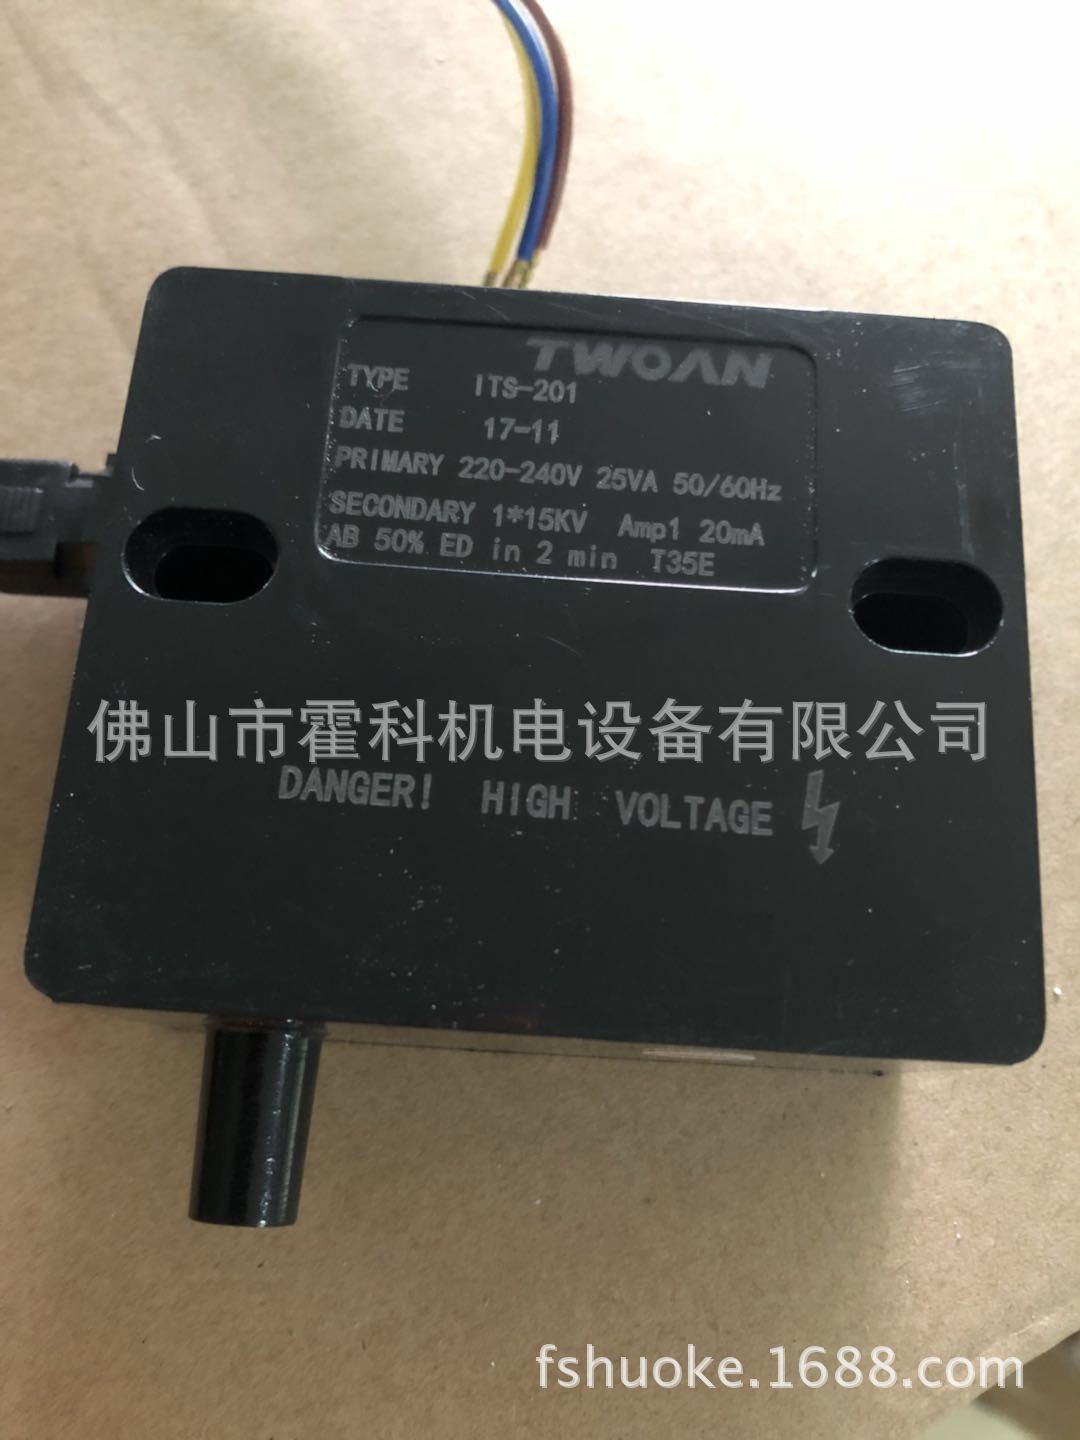 TWOAN
TYPE ITS-201
DATE 17-11
PRIMARY 220-240V 25VA 50/60Hz
SECONDARY 1*15KV Amp1 20mA
AB 50% ED in 2 min T35E
佛山市霍科机电设备有限公司
DANGER! HIGH VOLTAGE
fshuoke.1688.com